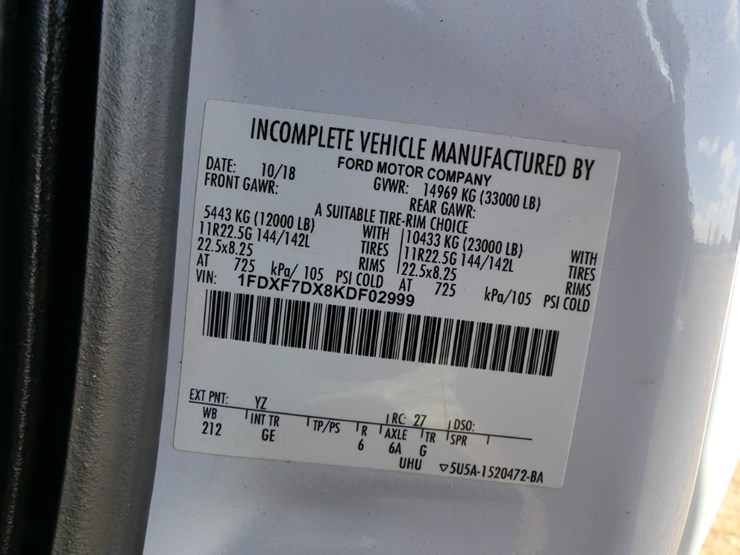 INCOMPLETE VEHICLE MANUFACTURED BY
FORD MOTOR COMPANY
DATE: 10/18 GVWR: 14969 KG (33000 LB)
FRONT GAWR: REAR GAWR:
A SUITABLE TIRE-RIM CHOICE
5443 KG (12000 LB) WITH 10433 KG (23000 LB) WITH
11R22.5G 144/142L TIRES 11R22.5G 144/142L TIRES
22.5x8.25 RIMS 22.5x8.25 RIMS
AT 725 kPa/ 105 PSI COLD AT 725 kPa/105 PSI COLD
VIN: 1FDXF7DX8KDF02999
EXT PNT: YZ RC: 27 DSO:
WB INT TR TP/PS R AXLE TR SPR
212 GE 6 6A G
UHU ▽5U5A-1520472-BA